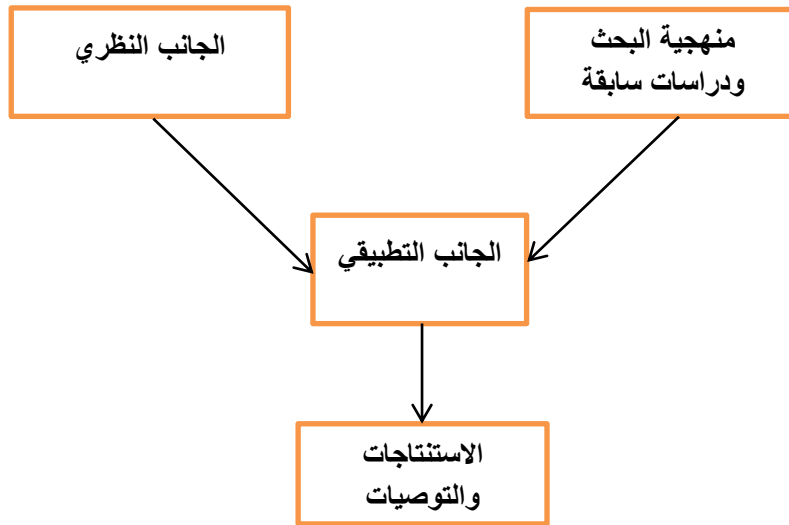 منهجية البحث
ودراسات سابقة
الجانب النظري
الجانب التطبيقي
الاستنتاجات
والتوصيات